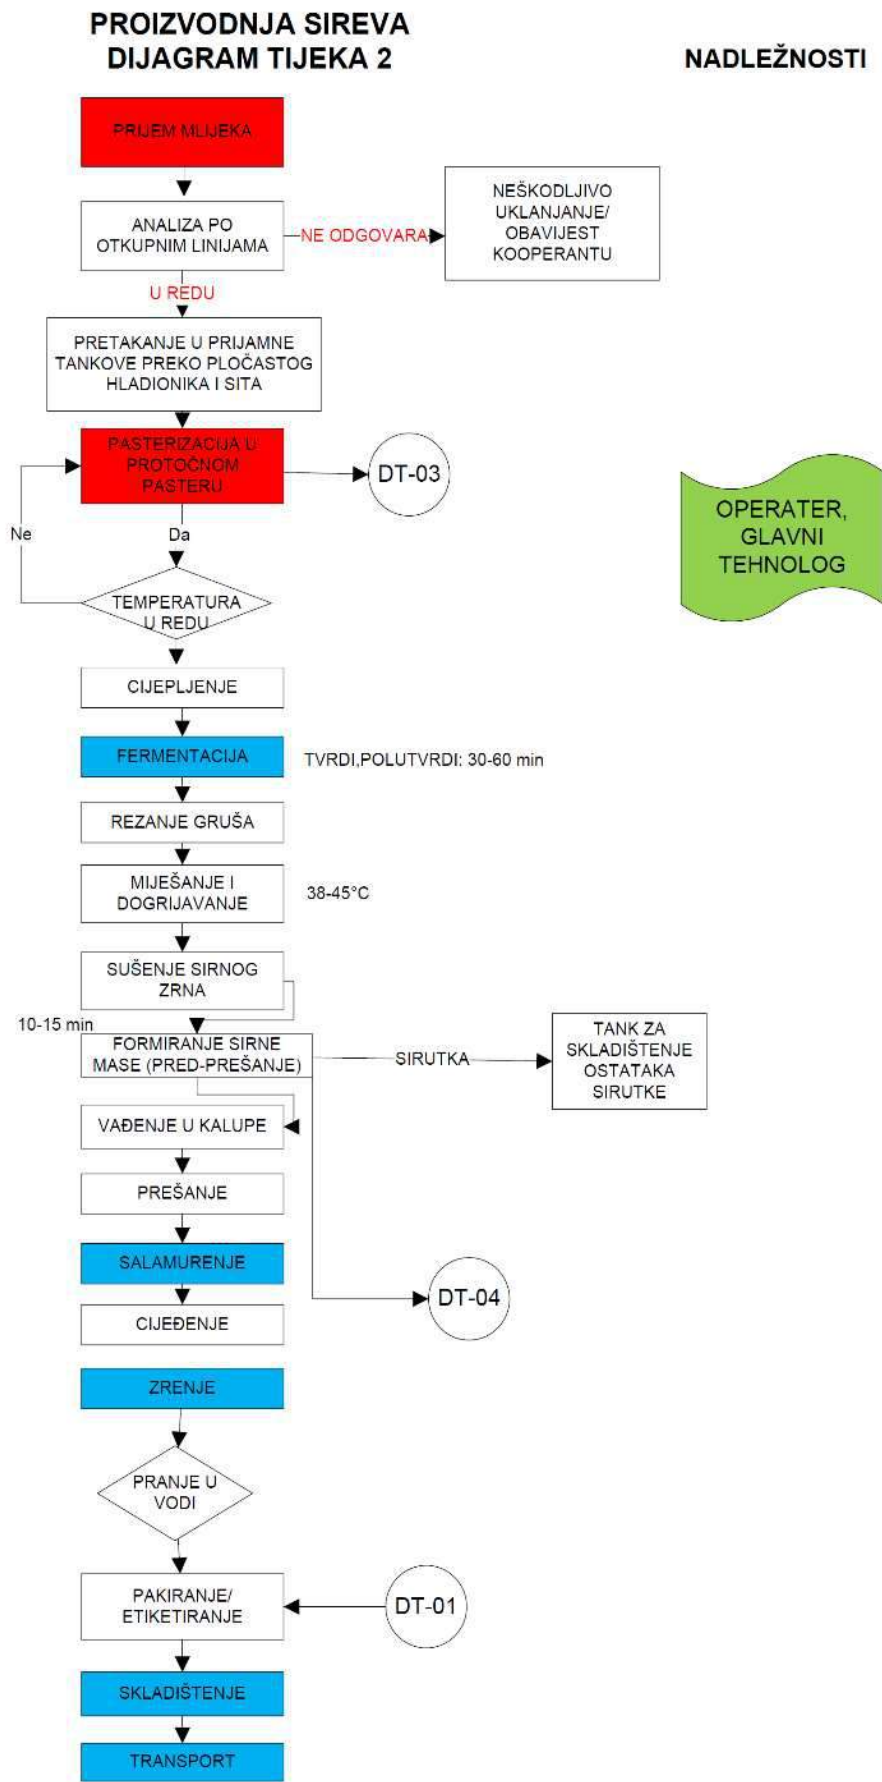 PROIZVODNJA SIREVA
DIJAGRAM TIJEKA 2
NADLEŽNOSTI
PRIJEM MLIJEKA
ANALIZA PO
OTKUPNIM LINIJAMA
NE ODGOVARA
NEŠKODLJIVO
UKLANJANJE/
OBAVIJEST
KOOPERANTU
U REDU
PRETAKANJE U PRIJAMNE
TANKOVE PREKO PLOČASTOG
HLADIONIKA I SITA
PASTERIZACIJA U
PROTOČNOM
PASTERU
DT-03
Ne
Da
OPERATER,
GLAVNI
TEHNOLOG
TEMPERATURA
U REDU
CIJEPLJENJE
FERMENTACIJA
TVRDI,POLUTVRDI: 30-60 min
REZANJE GRUŠA
MIJEŠANJE I
DOGRIJAVANJE
38-45°C
SUŠENJE SIRNOG
ZRNA
10-15 min
FORMIRANJE SIRNE
MASE (PRED-PREŠANJE)
SIRUTKA
TANK ZA
SKLADIŠTENJE
OSTATAKA
SIRUTKE
VAĐENJE U KALUPE
PREŠANJE
SALAMURENJE
DT-04
CIJEĐENJE
ZRENJE
PRANJE U
VODI
PAKIRANJE/
ETIKETIRANJE
DT-01
SKLADIŠTENJE
TRANSPORT